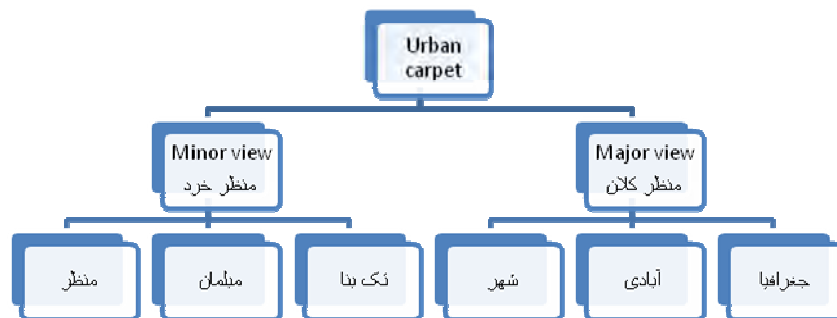 Urban
carpet
Minor view
منظر خرد
Major view
منظر کلان
منظر
مبلمان
تک بنا
شهر
آبادی
جغرافیا